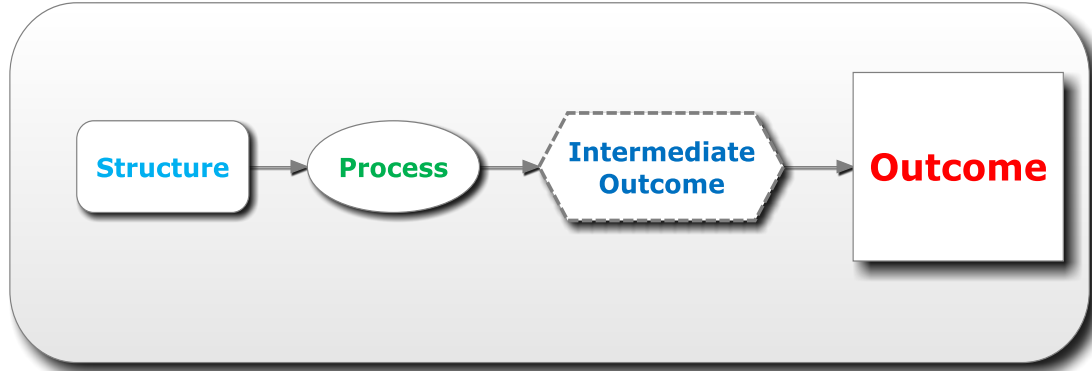 Structure
Process
Intermediate
Outcome
Outcome